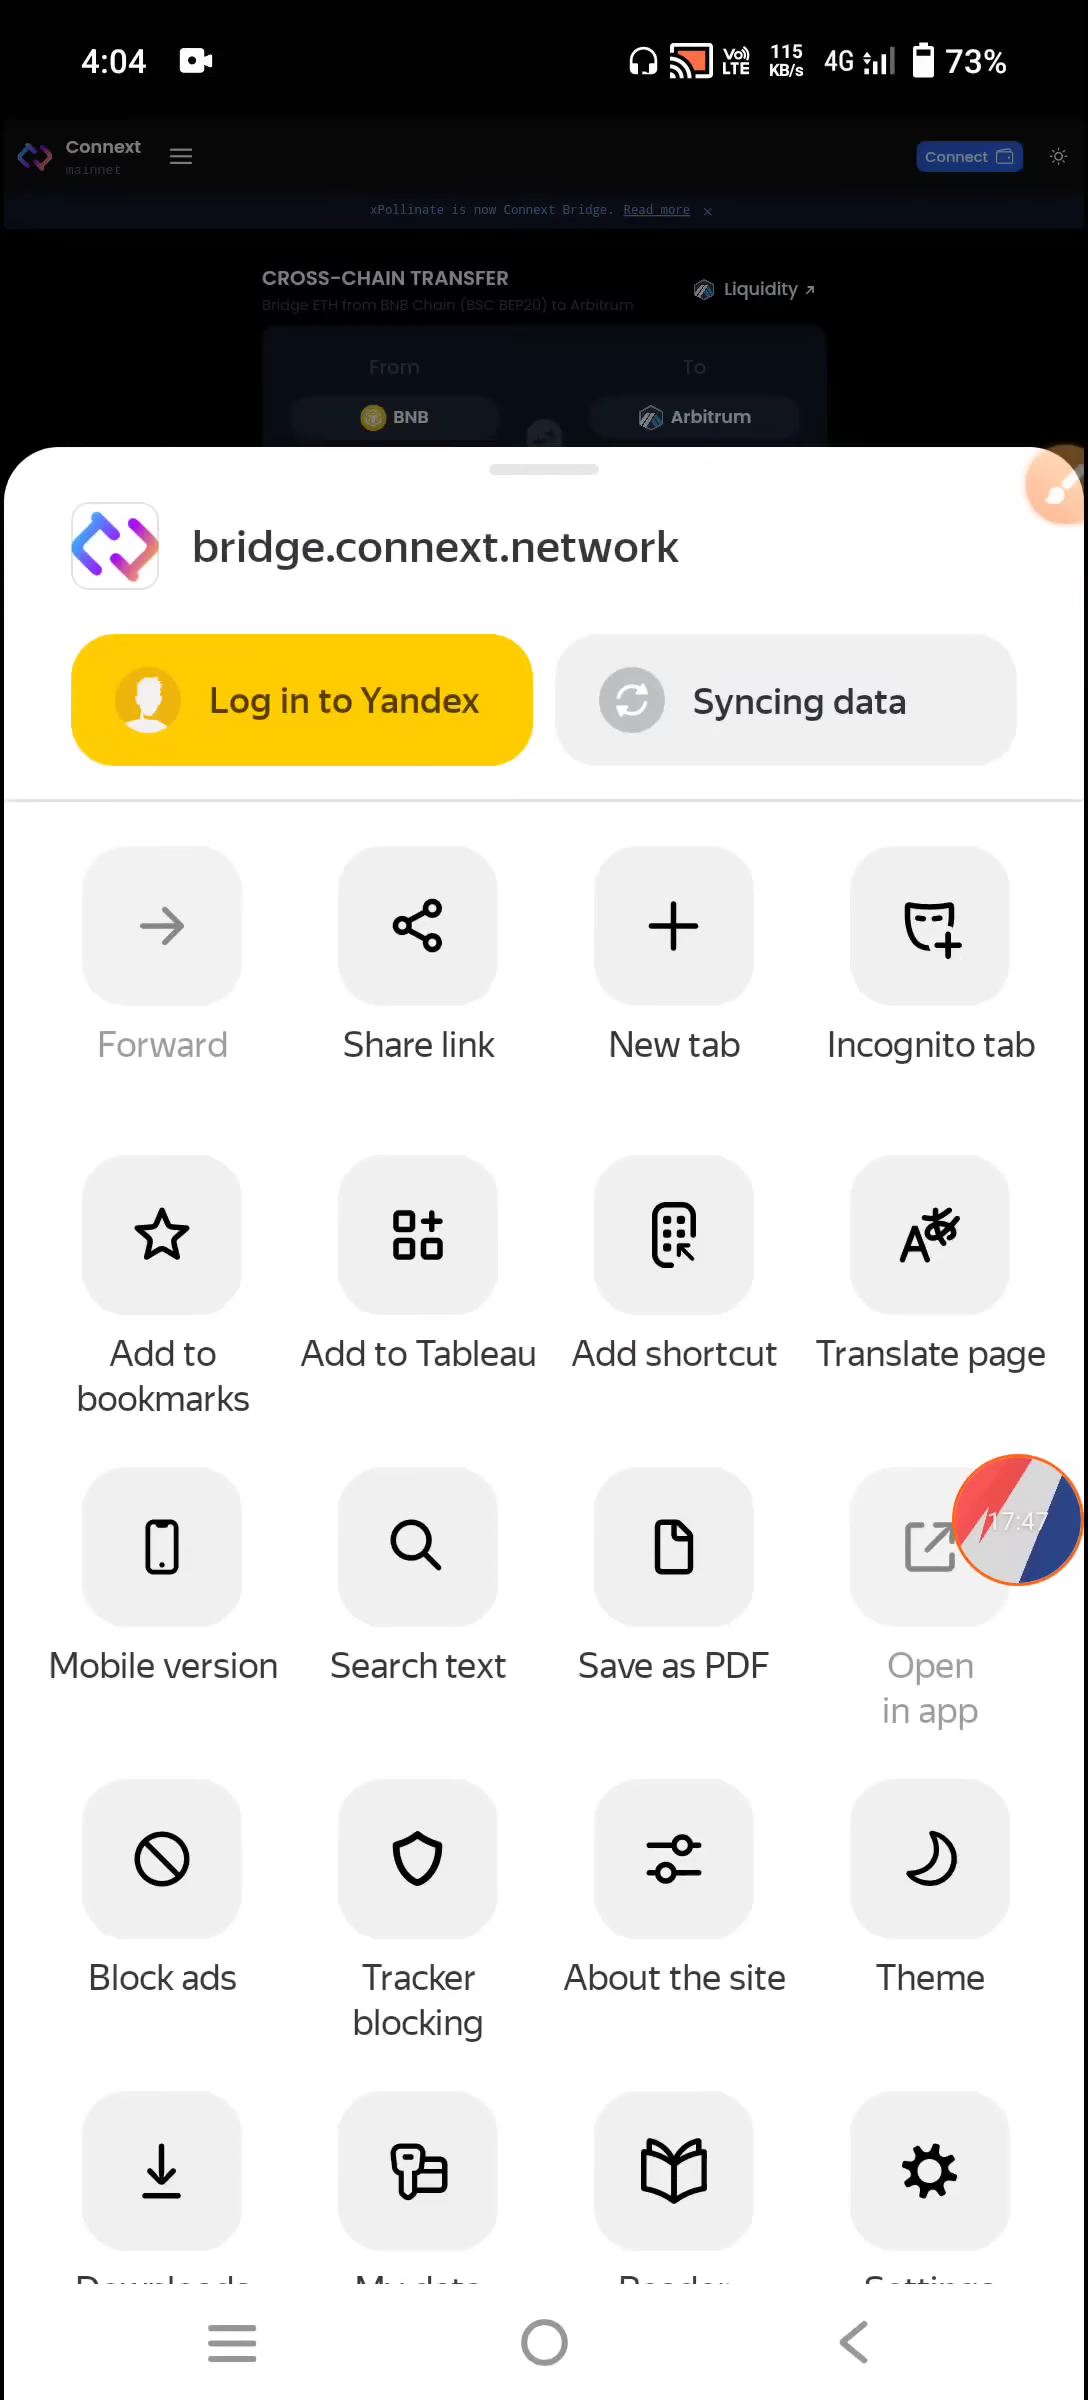 4:04
Vo)) LTE
115 KB/s
4G
73%
Connext
mainnet
Connect
xPollinate is now Connext Bridge. Read more ×
CROSS-CHAIN TRANSFER
Bridge ETH from BNB Chain (BSC BEP20) to Arbitrum
Liquidity
From To
BNB Arbitrum
bridge.connext.network
Log in to Yandex Syncing data
Forward Share link New tab Incognito tab
Add to bookmarks
Add to Tableau
Add shortcut
Translate page
17:47
Mobile version Search text Save as PDF
Open
in app
Block ads
Tracker
blocking
About the site
Theme
Downloads My data Reader Settings